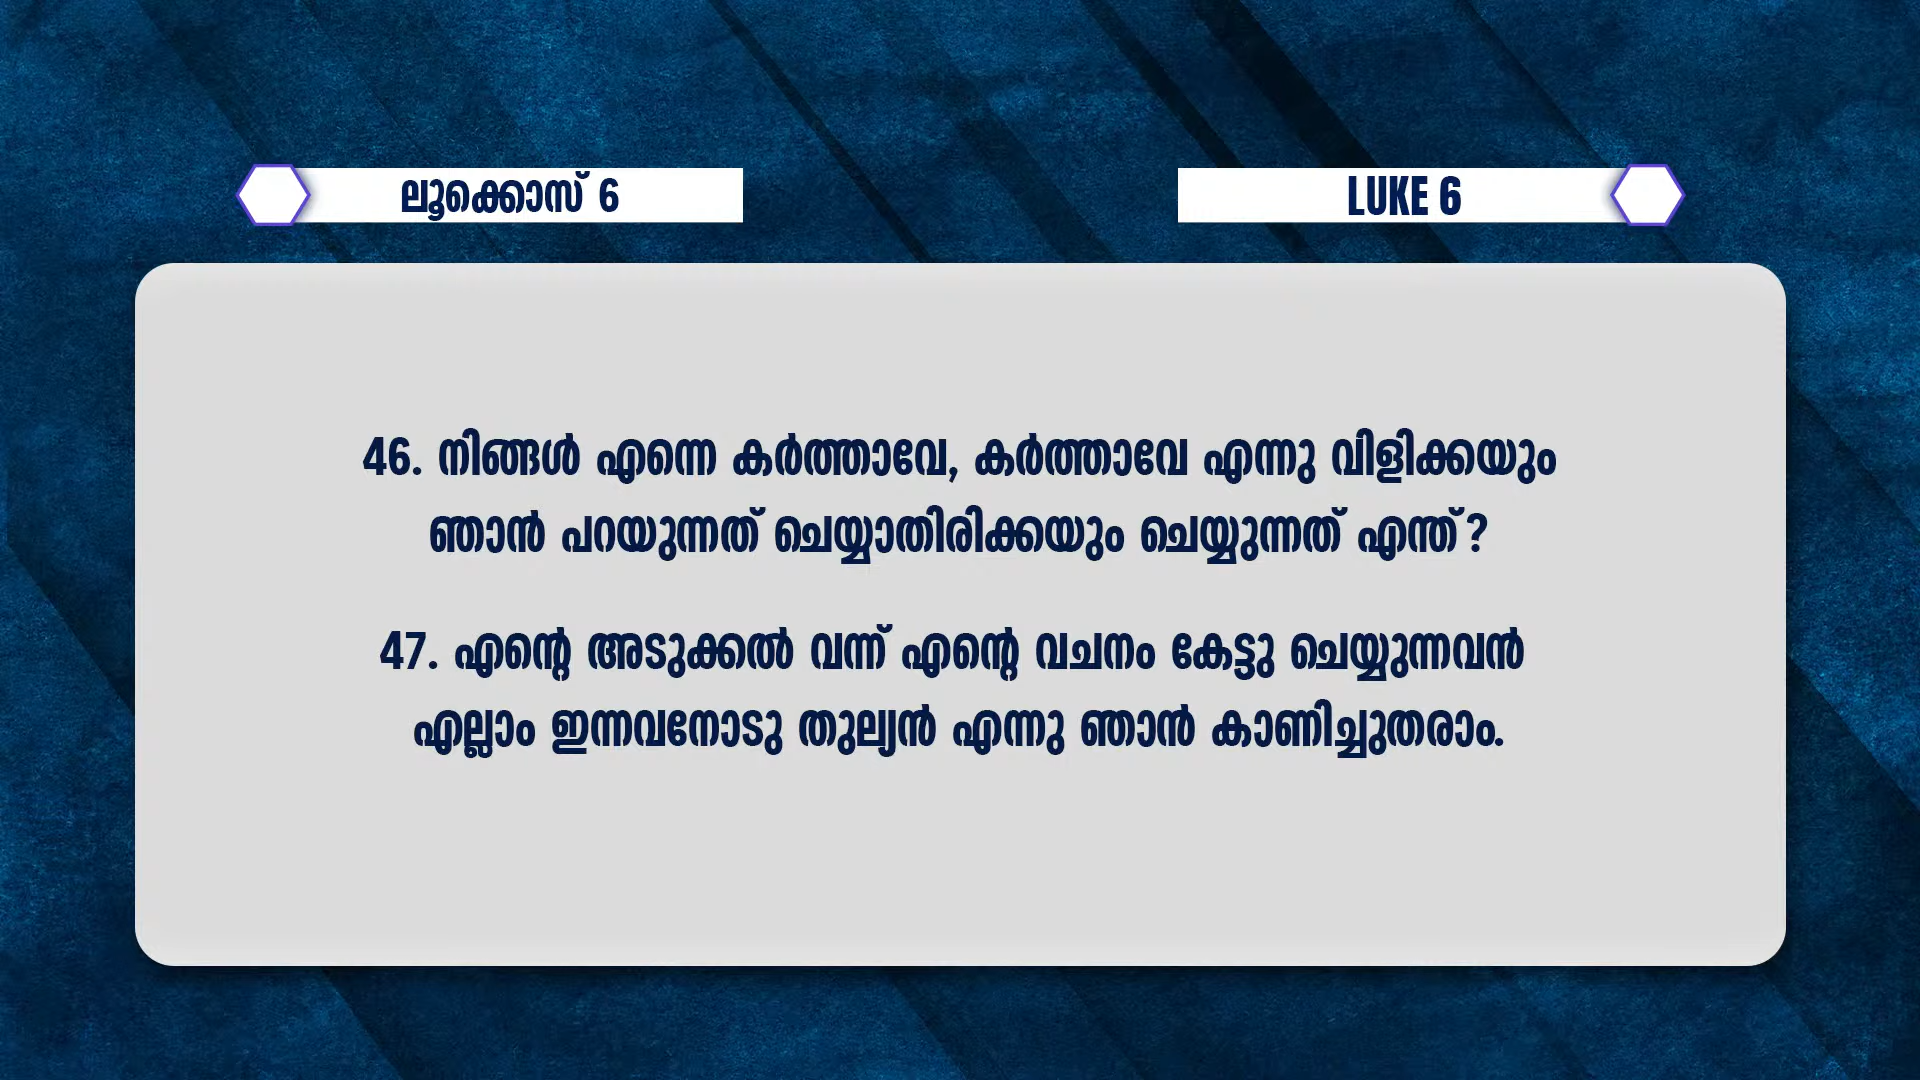 ലൂക്കൊസ് 6
LUKE 6
46. നിങ്ങൾ എന്നെ കർത്താവേ, കർത്താവേ എന്നു വിളിക്കയും
ഞാൻ പറയുന്നത് ചെയ്യാതിരിക്കയും ചെയ്യുന്നത് എന്ത്?
47. എന്റെ അടുക്കൽ വന്ന് എന്റെ വചനം കേട്ടു ചെയ്യുന്നവൻ
എല്ലാം ഇന്നവനോടു തുല്യൻ എന്നു ഞാൻ കാണിച്ചുതരാം.